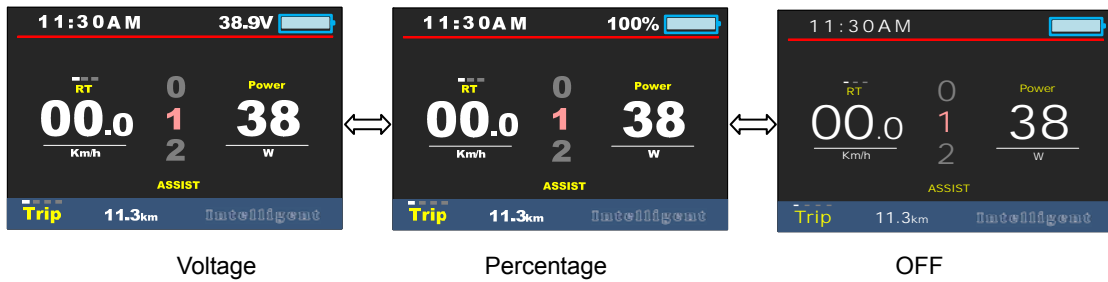 11:30AM 38.9V
RT 0 Power
00.0 1 38
Km/h 2 W
ASSIST
Trip 11.3km Intelligent
Voltage
11:30AM 100%
RT 0 Power
00.0 1 38
Km/h 2 W
ASSIST
Trip 11.3km Intelligent
Percentage
11:30AM
RT 0 Power
00.0 1 38
Km/h 2 W
ASSIST
Trip 11.3km Intelligent
OFF